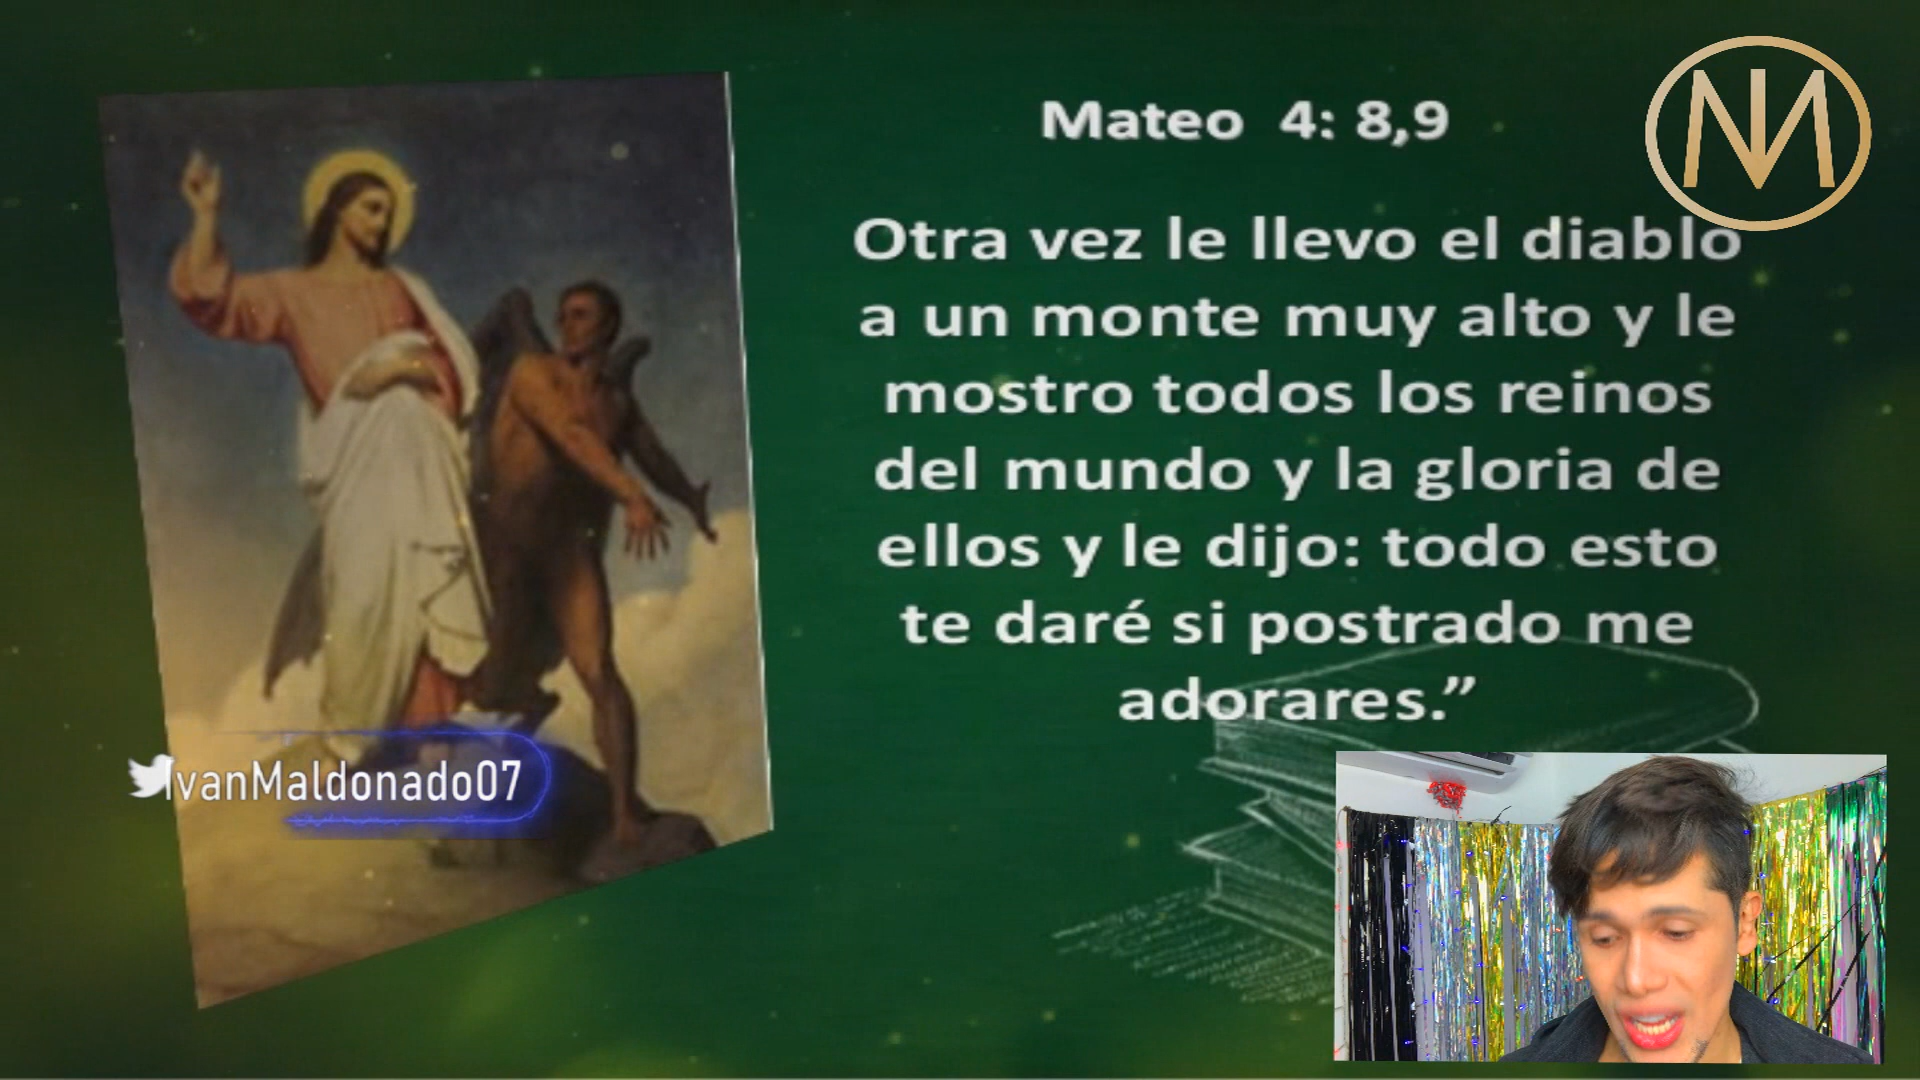 Mateo 4: 8,9
Otra vez le llevo el diablo
a un monte muy alto y le
mostro todos los reinos
del mundo y la gloria de
ellos y le dijo: todo esto
te daré si postrado me
adorares.”
IvanMaldonado07